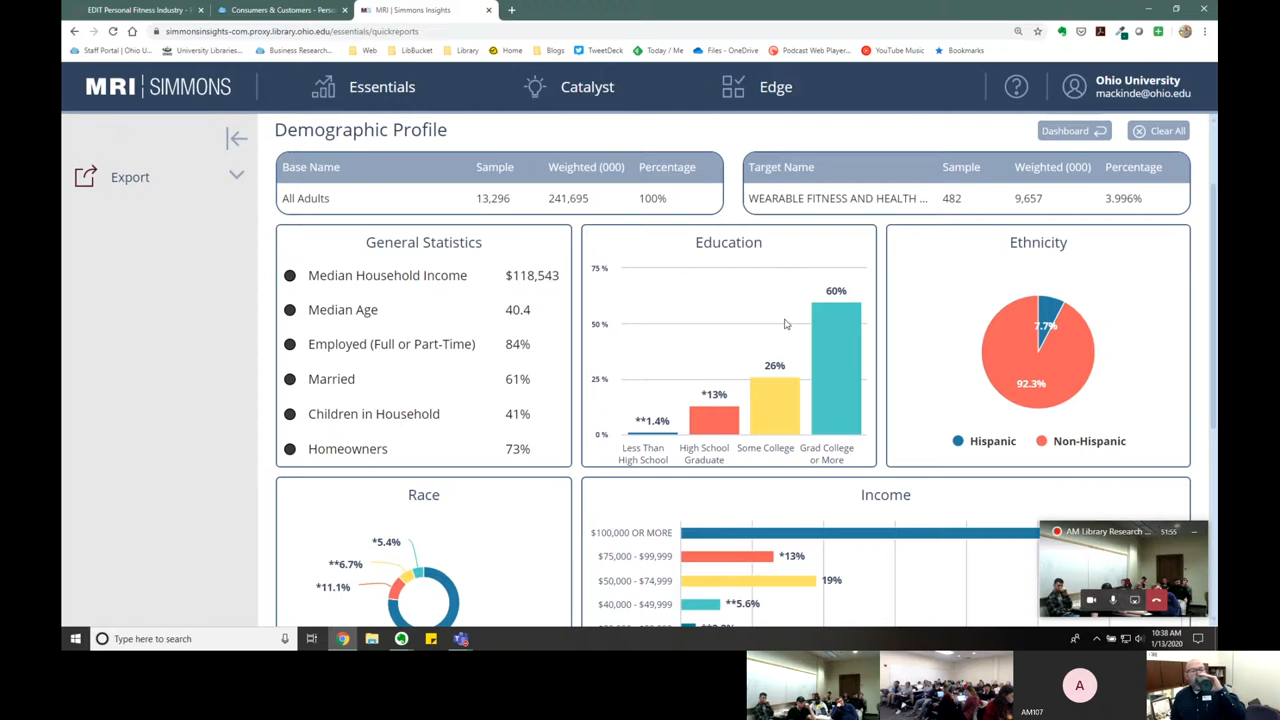 EDIT Personal Fitness Industry -
Consumers & Customers - Perso
MRI | Simmons Insights
simmonsinsights-com.proxy.library.ohio.edu/essentials/quickreports
Staff Portal | Ohio U...
University Libraries...
Business Research...
Web
LibBucket
Library
Home
Blogs
TweetDeck
Today / Me
Files - OneDrive
Podcast Web Player...
YouTube Music
Bookmarks
MRI | SIMMONS
Essentials
Catalyst
Edge
Ohio University
mackinde@ohio.edu
Export
Demographic Profile
Dashboard
Clear All
Base Name Sample Weighted (000) Percentage
All Adults 13,296 241,695 100%
Target Name Sample Weighted (000) Percentage
WEARABLE FITNESS AND HEALTH ... 482 9,657 3.996%
General Statistics
Median Household Income $118,543
Median Age 40.4
Employed (Full or Part-Time) 84%
Married 61%
Children in Household 41%
Homeowners 73%
Education
75 %
50 %
25 %
0 %
**1.4%
*13%
26%
60%
Less Than
High School
High School
Graduate
Some College
Grad College
or More
Ethnicity
7.7%
92.3%
Hispanic
Non-Hispanic
Race
*5.4%
**6.7%
*11.1%
Income
$100,000 OR MORE
$75,000 - $99,999 *13%
$50,000 - $74,999 19%
$40,000 - $49,999 **5.6%
AM Library Research ... 51:55
Type here to search
10:38 AM
1/13/2020
A
AM107